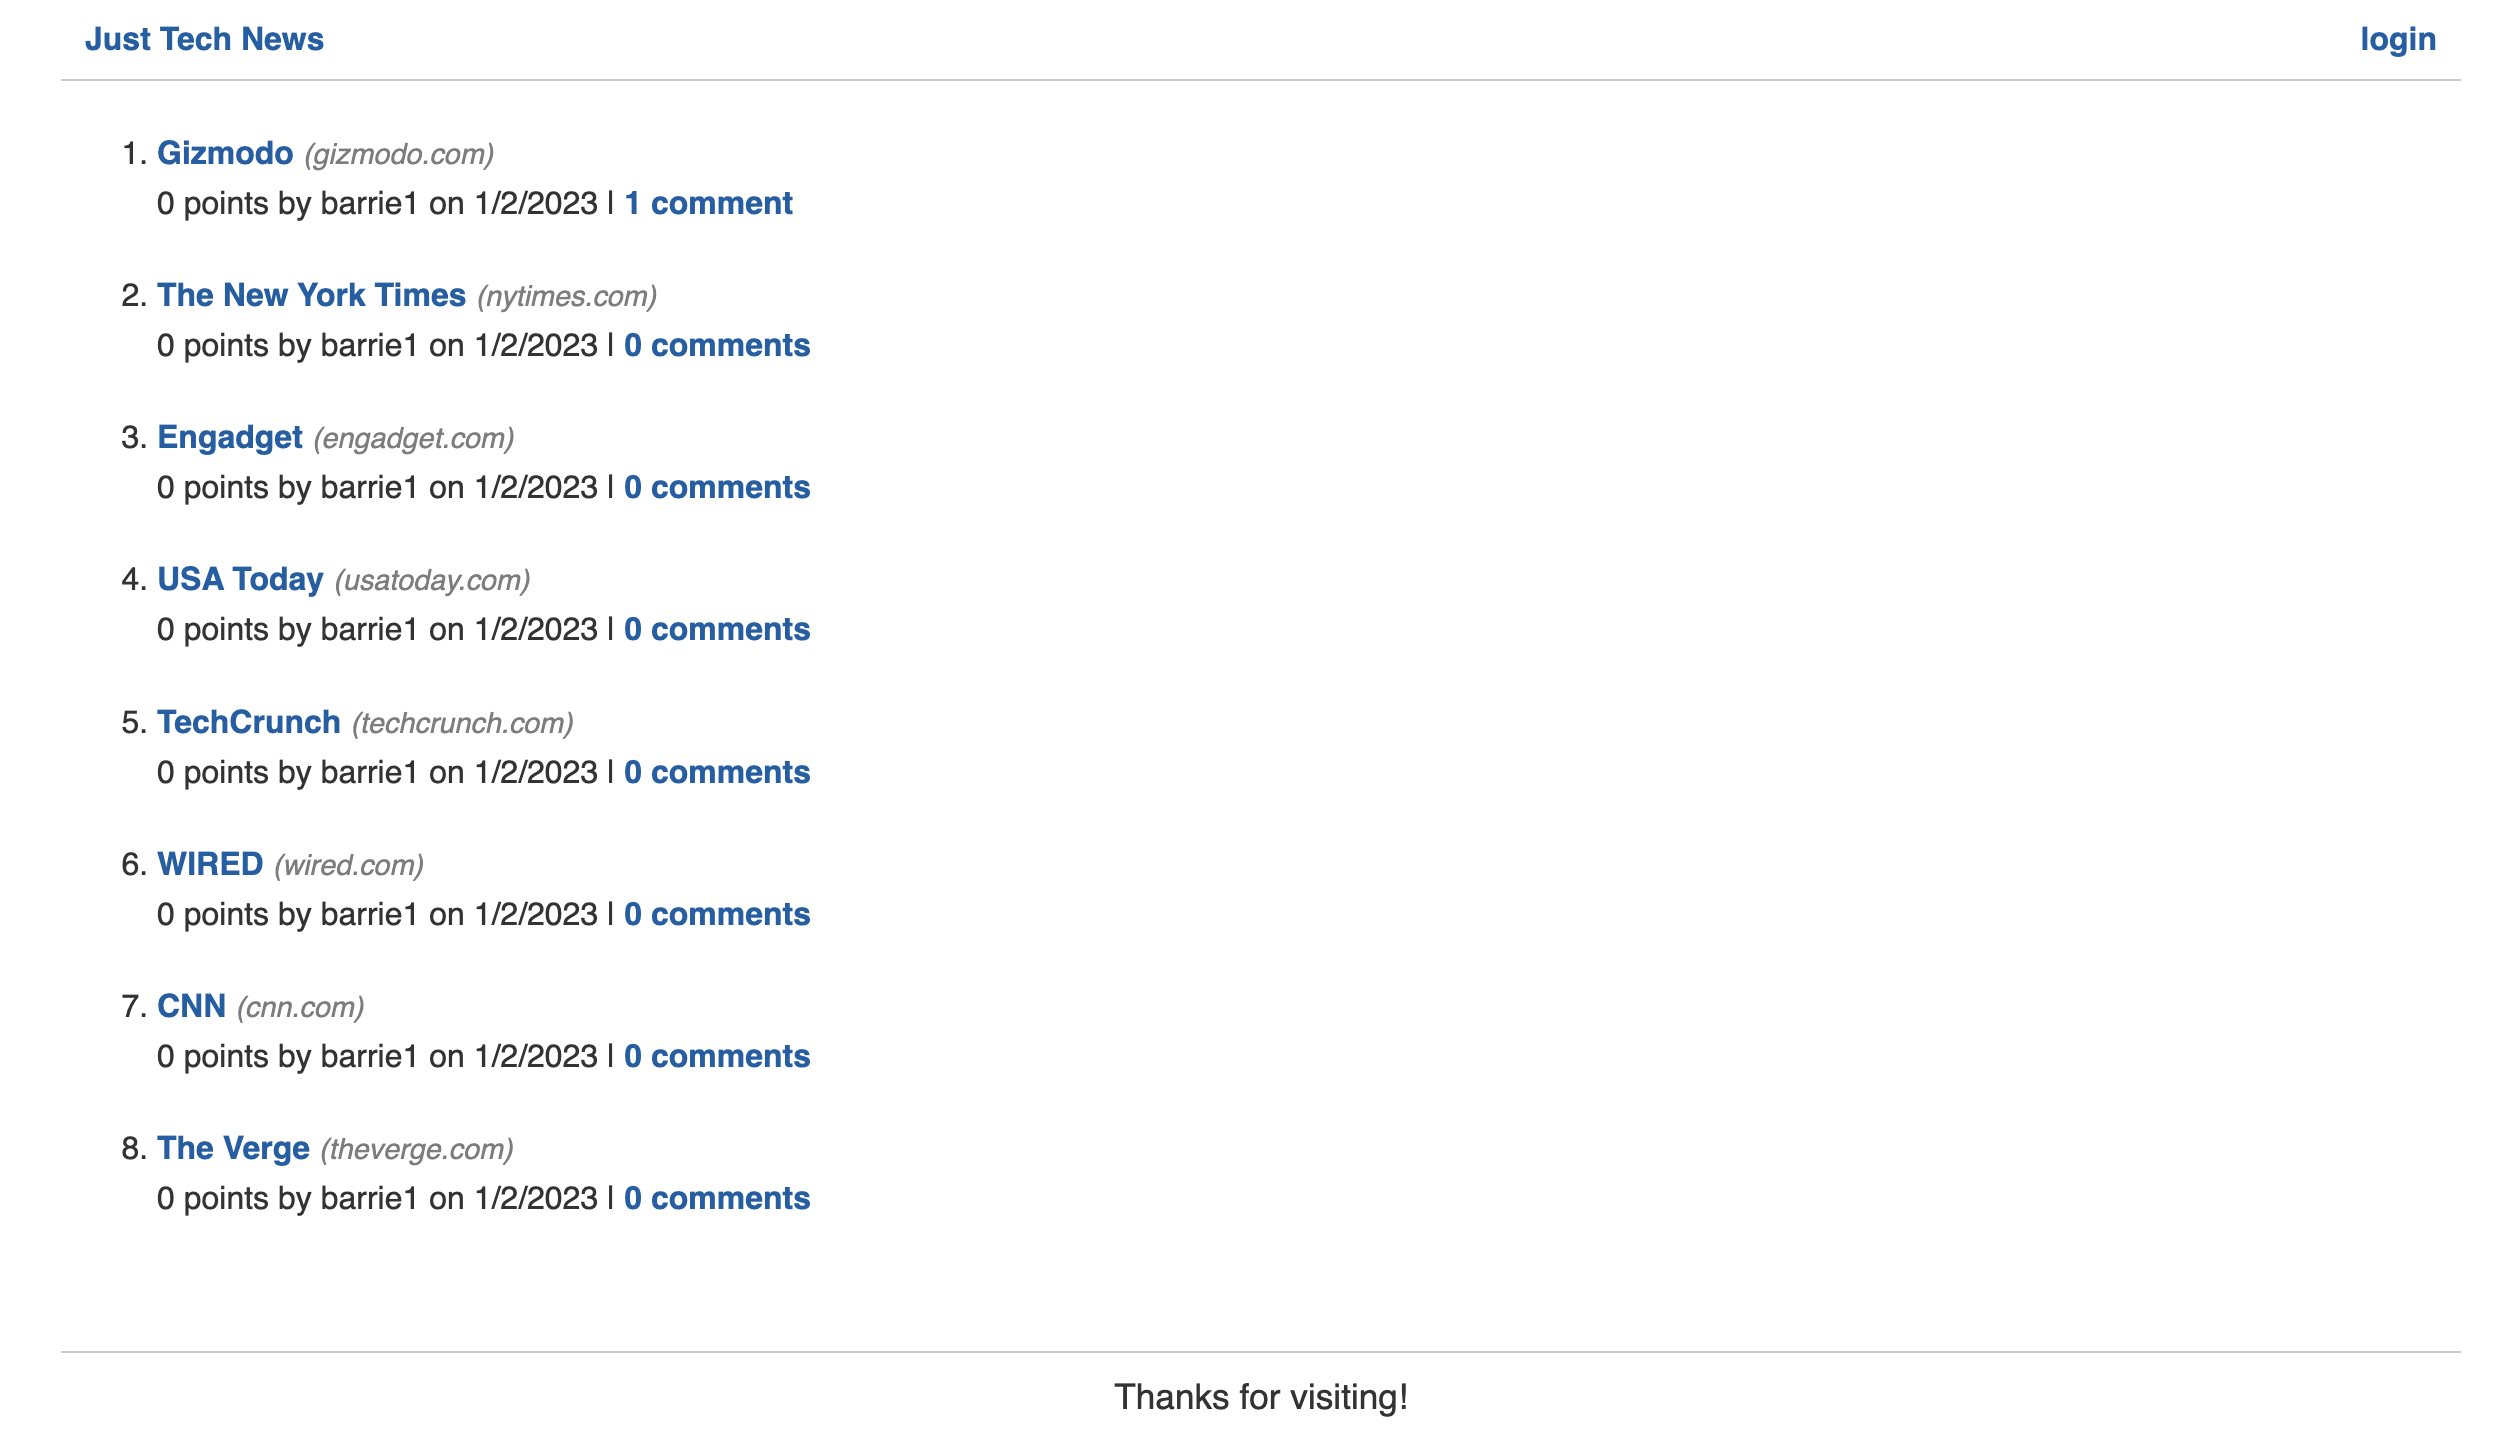 Just Tech News
login
1. Gizmodo (gizmodo.com)
0 points by barrie1 on 1/2/2023 | 1 comment
2. The New York Times (nytimes.com)
0 points by barrie1 on 1/2/2023 | 0 comments
3. Engadget (engadget.com)
0 points by barrie1 on 1/2/2023 | 0 comments
4. USA Today (usatoday.com)
0 points by barrie1 on 1/2/2023 | 0 comments
5. TechCrunch (techcrunch.com)
0 points by barrie1 on 1/2/2023 | 0 comments
6. WIRED (wired.com)
0 points by barrie1 on 1/2/2023 | 0 comments
7. CNN (cnn.com)
0 points by barrie1 on 1/2/2023 | 0 comments
8. The Verge (theverge.com)
0 points by barrie1 on 1/2/2023 | 0 comments
Thanks for visiting!